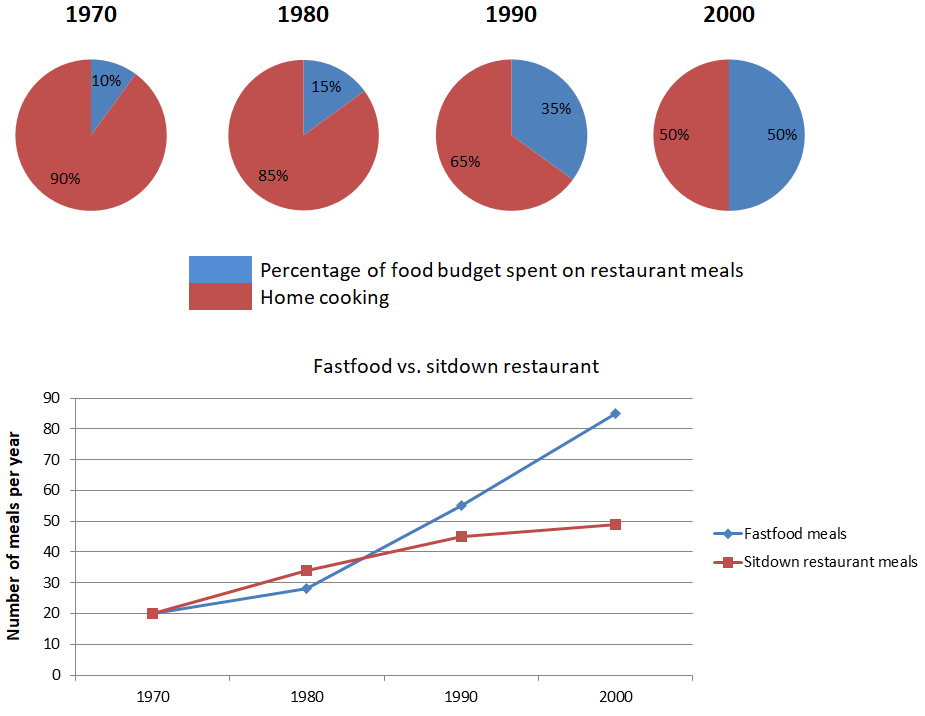 1970 1980 1990 2000
10% 15% 35% 50% 50%
90% 85% 65%
Percentage of food budget spent on restaurant meals
Home cooking
Fastfood vs. sitdown restaurant
Number of meals per year
90
80
70
60
50
40
30
20
10
0
1970 1980 1990 2000
Fastfood meals
Sitdown restaurant meals